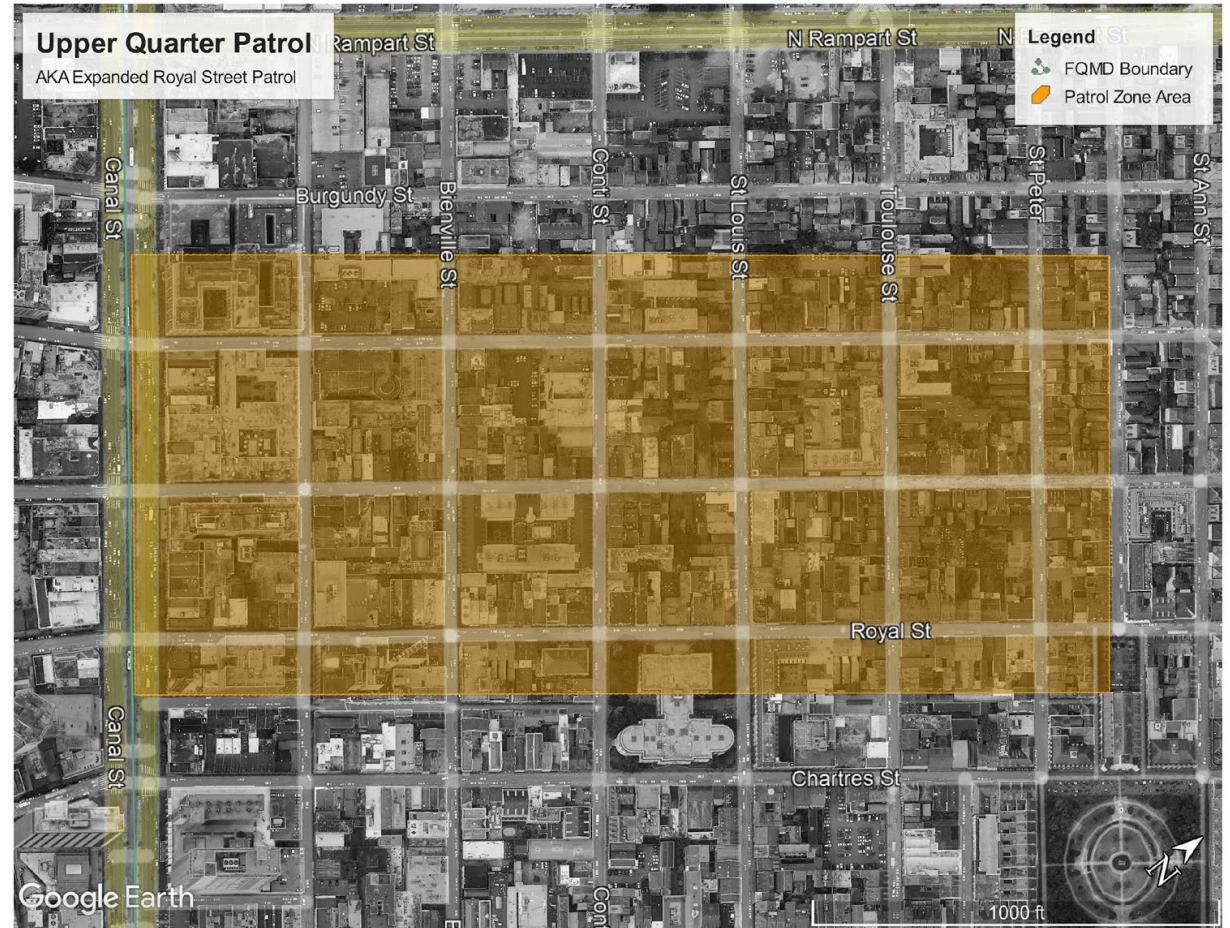 Upper Quarter Patrol
AKA Expanded Royal Street Patrol
Rampart St
N Rampart St
Legend
FQMD Boundary
Patrol Zone Area
Canal St
Burgundy St
Bienville St
Conti St
St Louis St
Toulouse St
St Peter
St Ann St
Royal St
Canal St
Chartres St
Google Earth
Cont
N
1000 ft